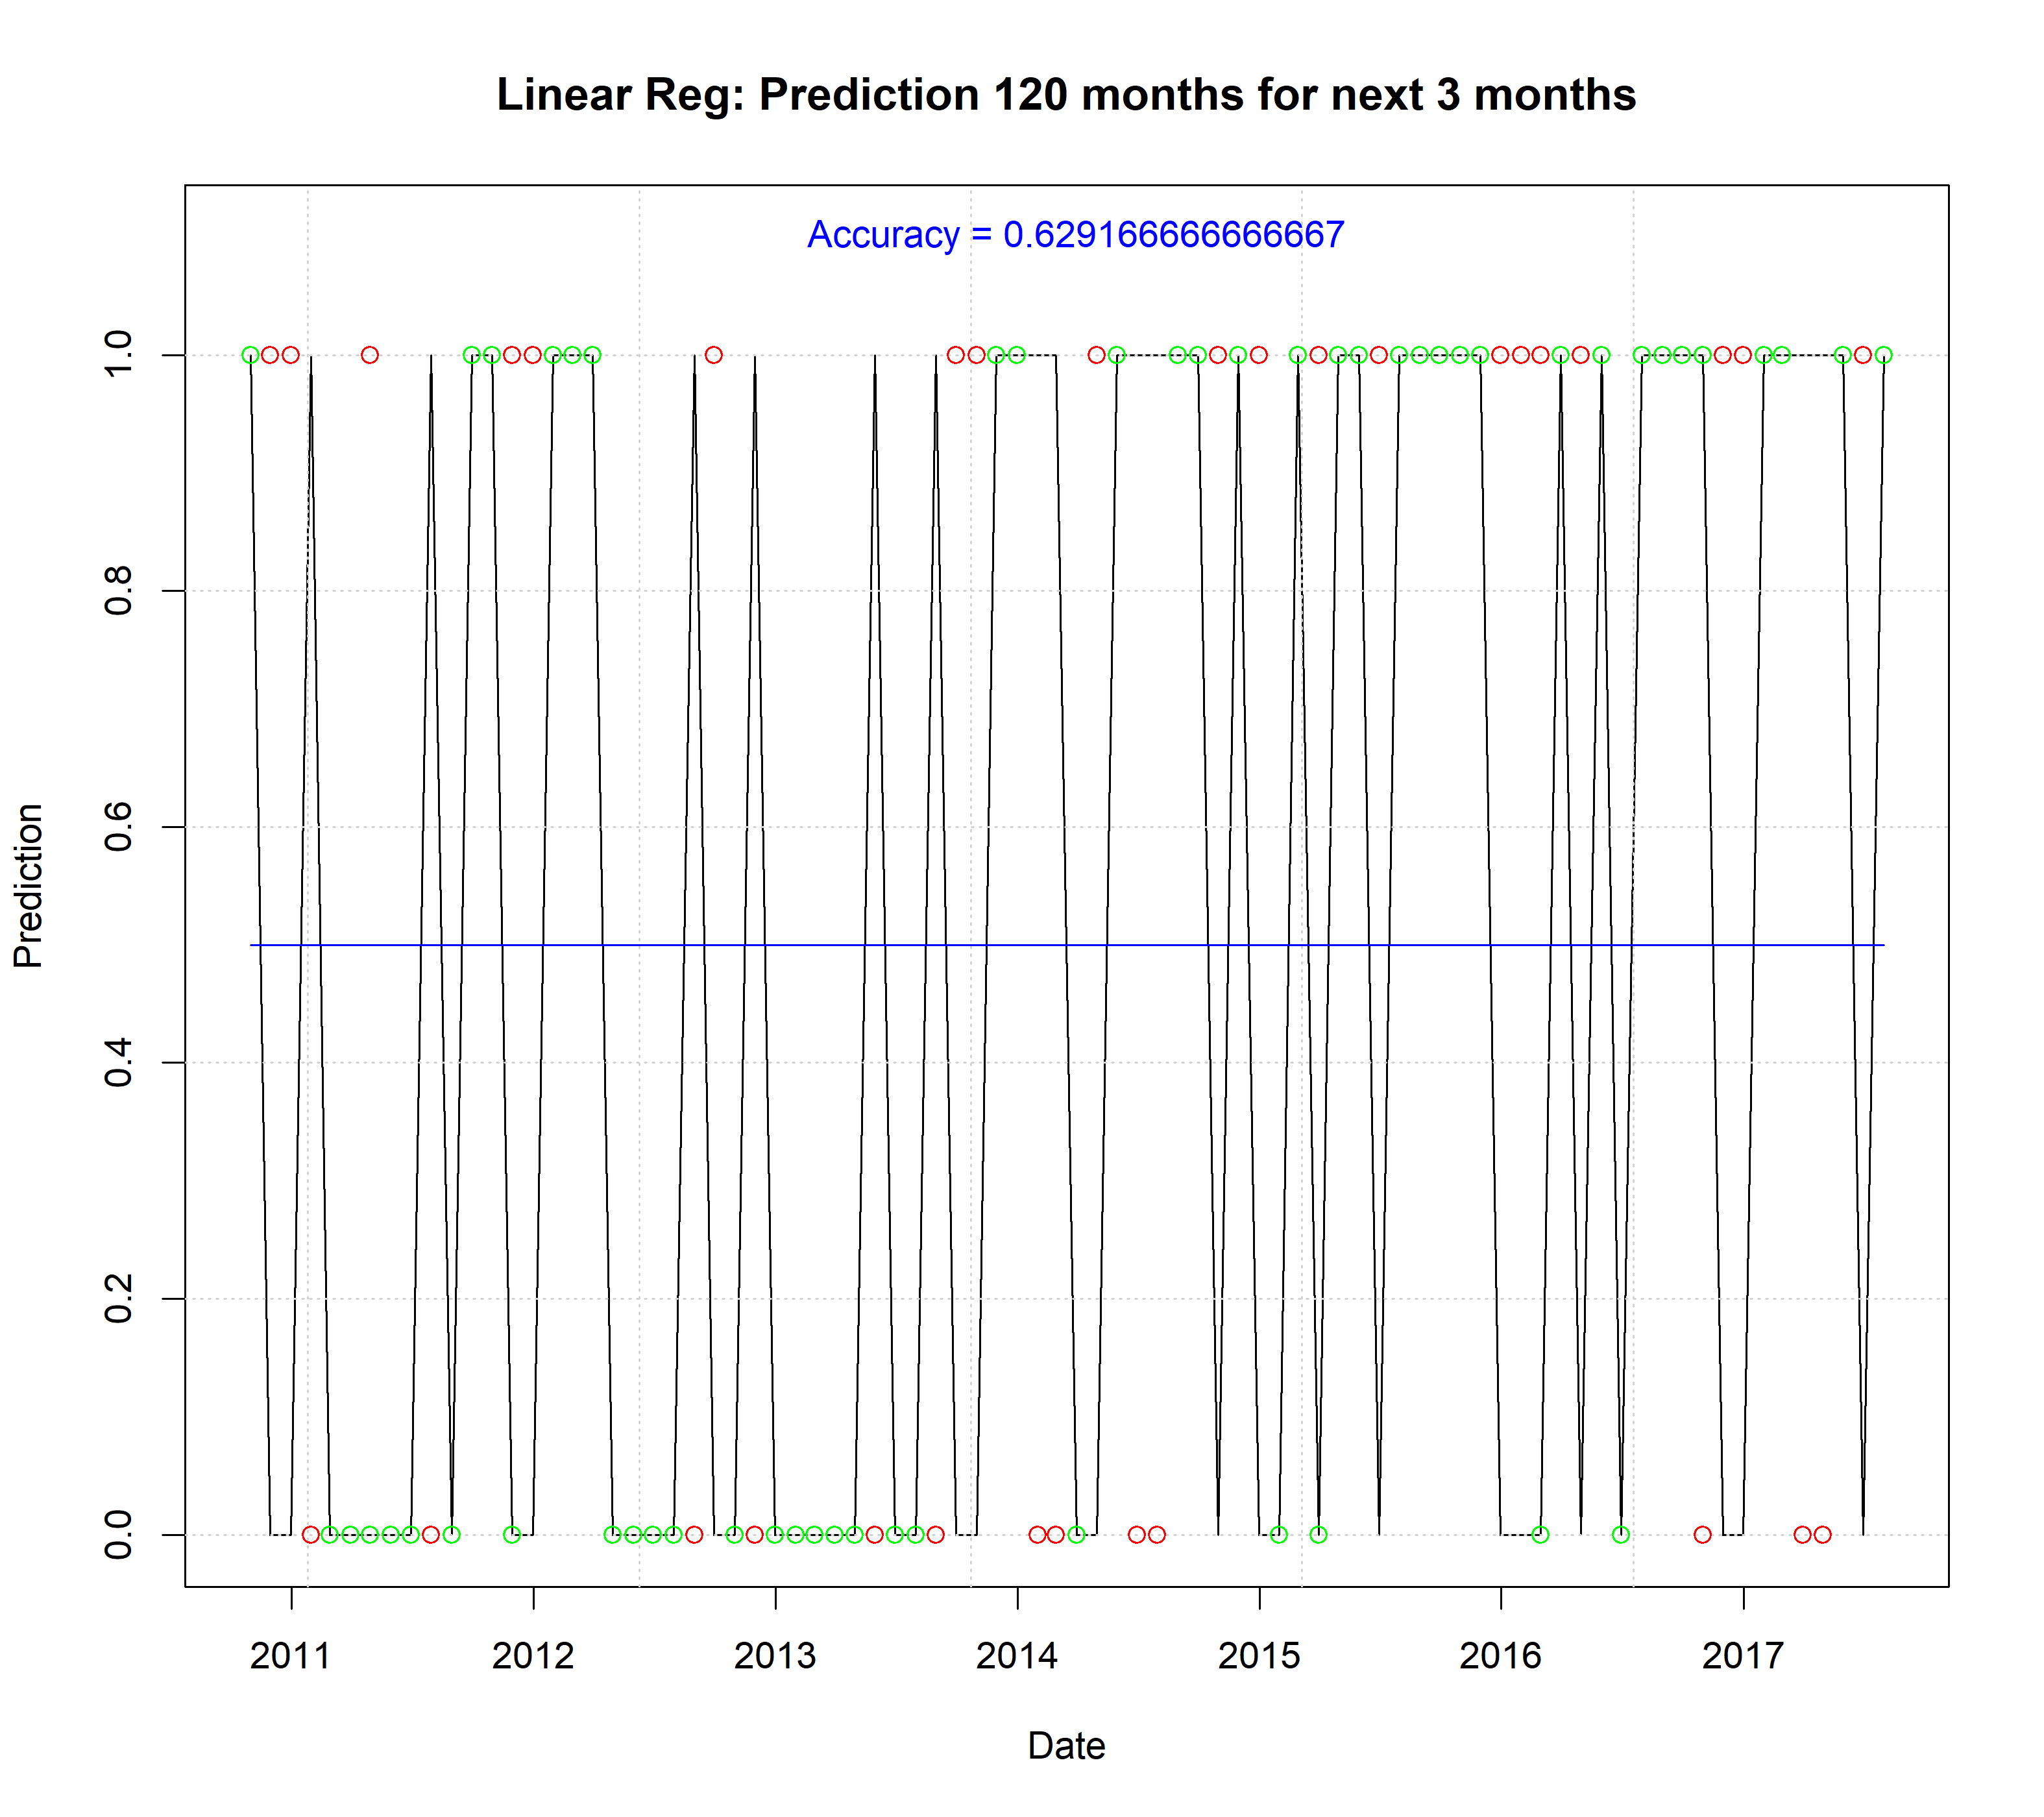 Linear Reg: Prediction 120 months for next 3 months
Accuracy = 0.629166666666667
Prediction
1.0
0.8
0.6
0.4
0.2
0.0
2011 2012 2013 2014 2015 2016 2017
Date